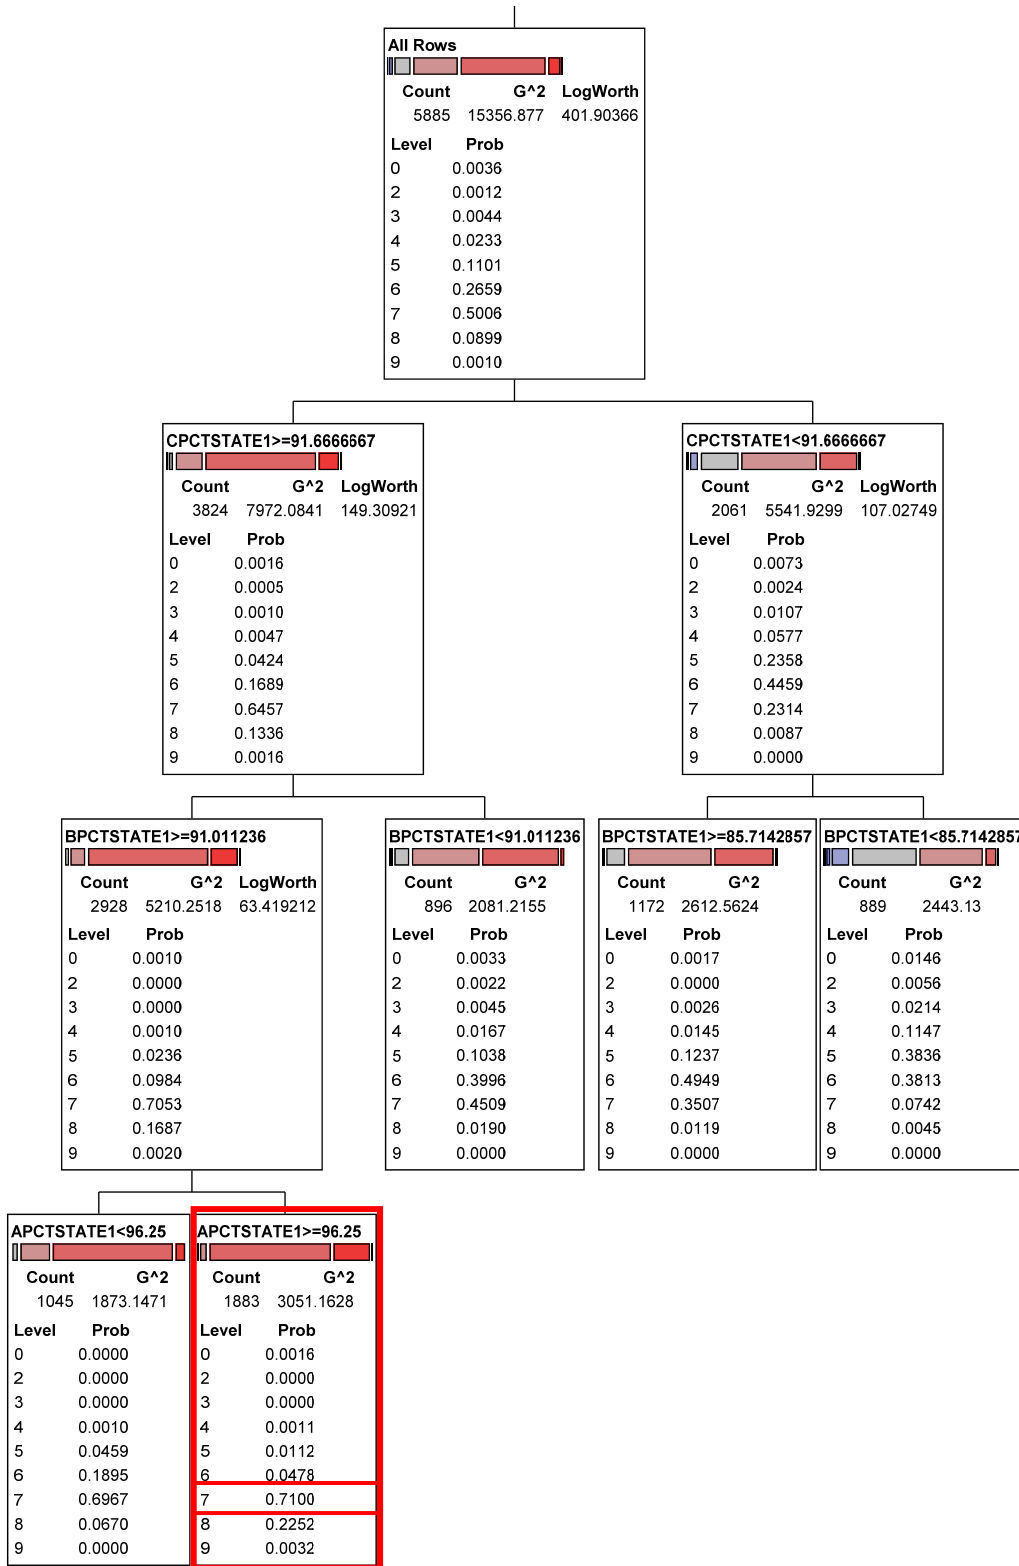 All Rows
Count G^2 LogWorth
5885 15356.877 401.90366
Level Prob
0 0.0036
2 0.0012
3 0.0044
4 0.0233
5 0.1101
6 0.2659
7 0.5006
8 0.0899
9 0.0010
CPCTSTATE1>=91.6666667
Count G^2 LogWorth
3824 7972.0841 149.30921
Level Prob
0 0.0016
2 0.0005
3 0.0010
4 0.0047
5 0.0424
6 0.1689
7 0.6457
8 0.1336
9 0.0016
CPCTSTATE1<91.6666667
Count G^2 LogWorth
2061 5541.9299 107.02749
Level Prob
0 0.0073
2 0.0024
3 0.0107
4 0.0577
5 0.2358
6 0.4459
7 0.2314
8 0.0087
9 0.0000
BPCTSTATE1>=91.011236
Count G^2 LogWorth
2928 5210.2518 63.419212
Level Prob
0 0.0010
2 0.0000
3 0.0000
4 0.0010
5 0.0236
6 0.0984
7 0.7053
8 0.1687
9 0.0020
BPCTSTATE1<91.011236
Count G^2
896 2081.2155
Level Prob
0 0.0033
2 0.0022
3 0.0045
4 0.0167
5 0.1038
6 0.3996
7 0.4509
8 0.0190
9 0.0000
BPCTSTATE1>=85.7142857
Count G^2
1172 2612.5624
Level Prob
0 0.0017
2 0.0000
3 0.0026
4 0.0145
5 0.1237
6 0.4949
7 0.3507
8 0.0119
9 0.0000
BPCTSTATE1<85.7142857
Count G^2
889 2443.13
Level Prob
0 0.0146
2 0.0056
3 0.0214
4 0.1147
5 0.3836
6 0.3813
7 0.0742
8 0.0045
9 0.0000
APCTSTATE1<96.25
Count G^2
1045 1873.1471
Level Prob
0 0.0000
2 0.0000
3 0.0000
4 0.0010
5 0.0459
6 0.1895
7 0.6967
8 0.0670
9 0.0000
APCTSTATE1>=96.25
Count G^2
1883 3051.1628
Level Prob
0 0.0016
2 0.0000
3 0.0000
4 0.0011
5 0.0112
6 0.0478
7 0.7100
8 0.2252
9 0.0032